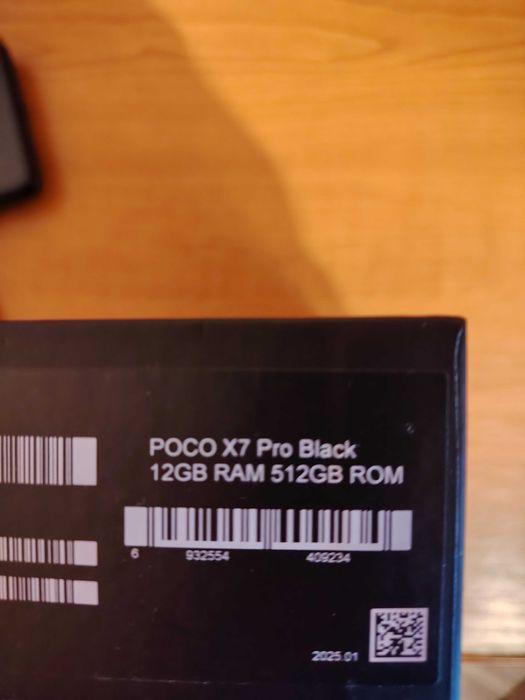 POCO X7 Pro Black
12GB RAM 512GB ROM
6 932554 409234
2025.01